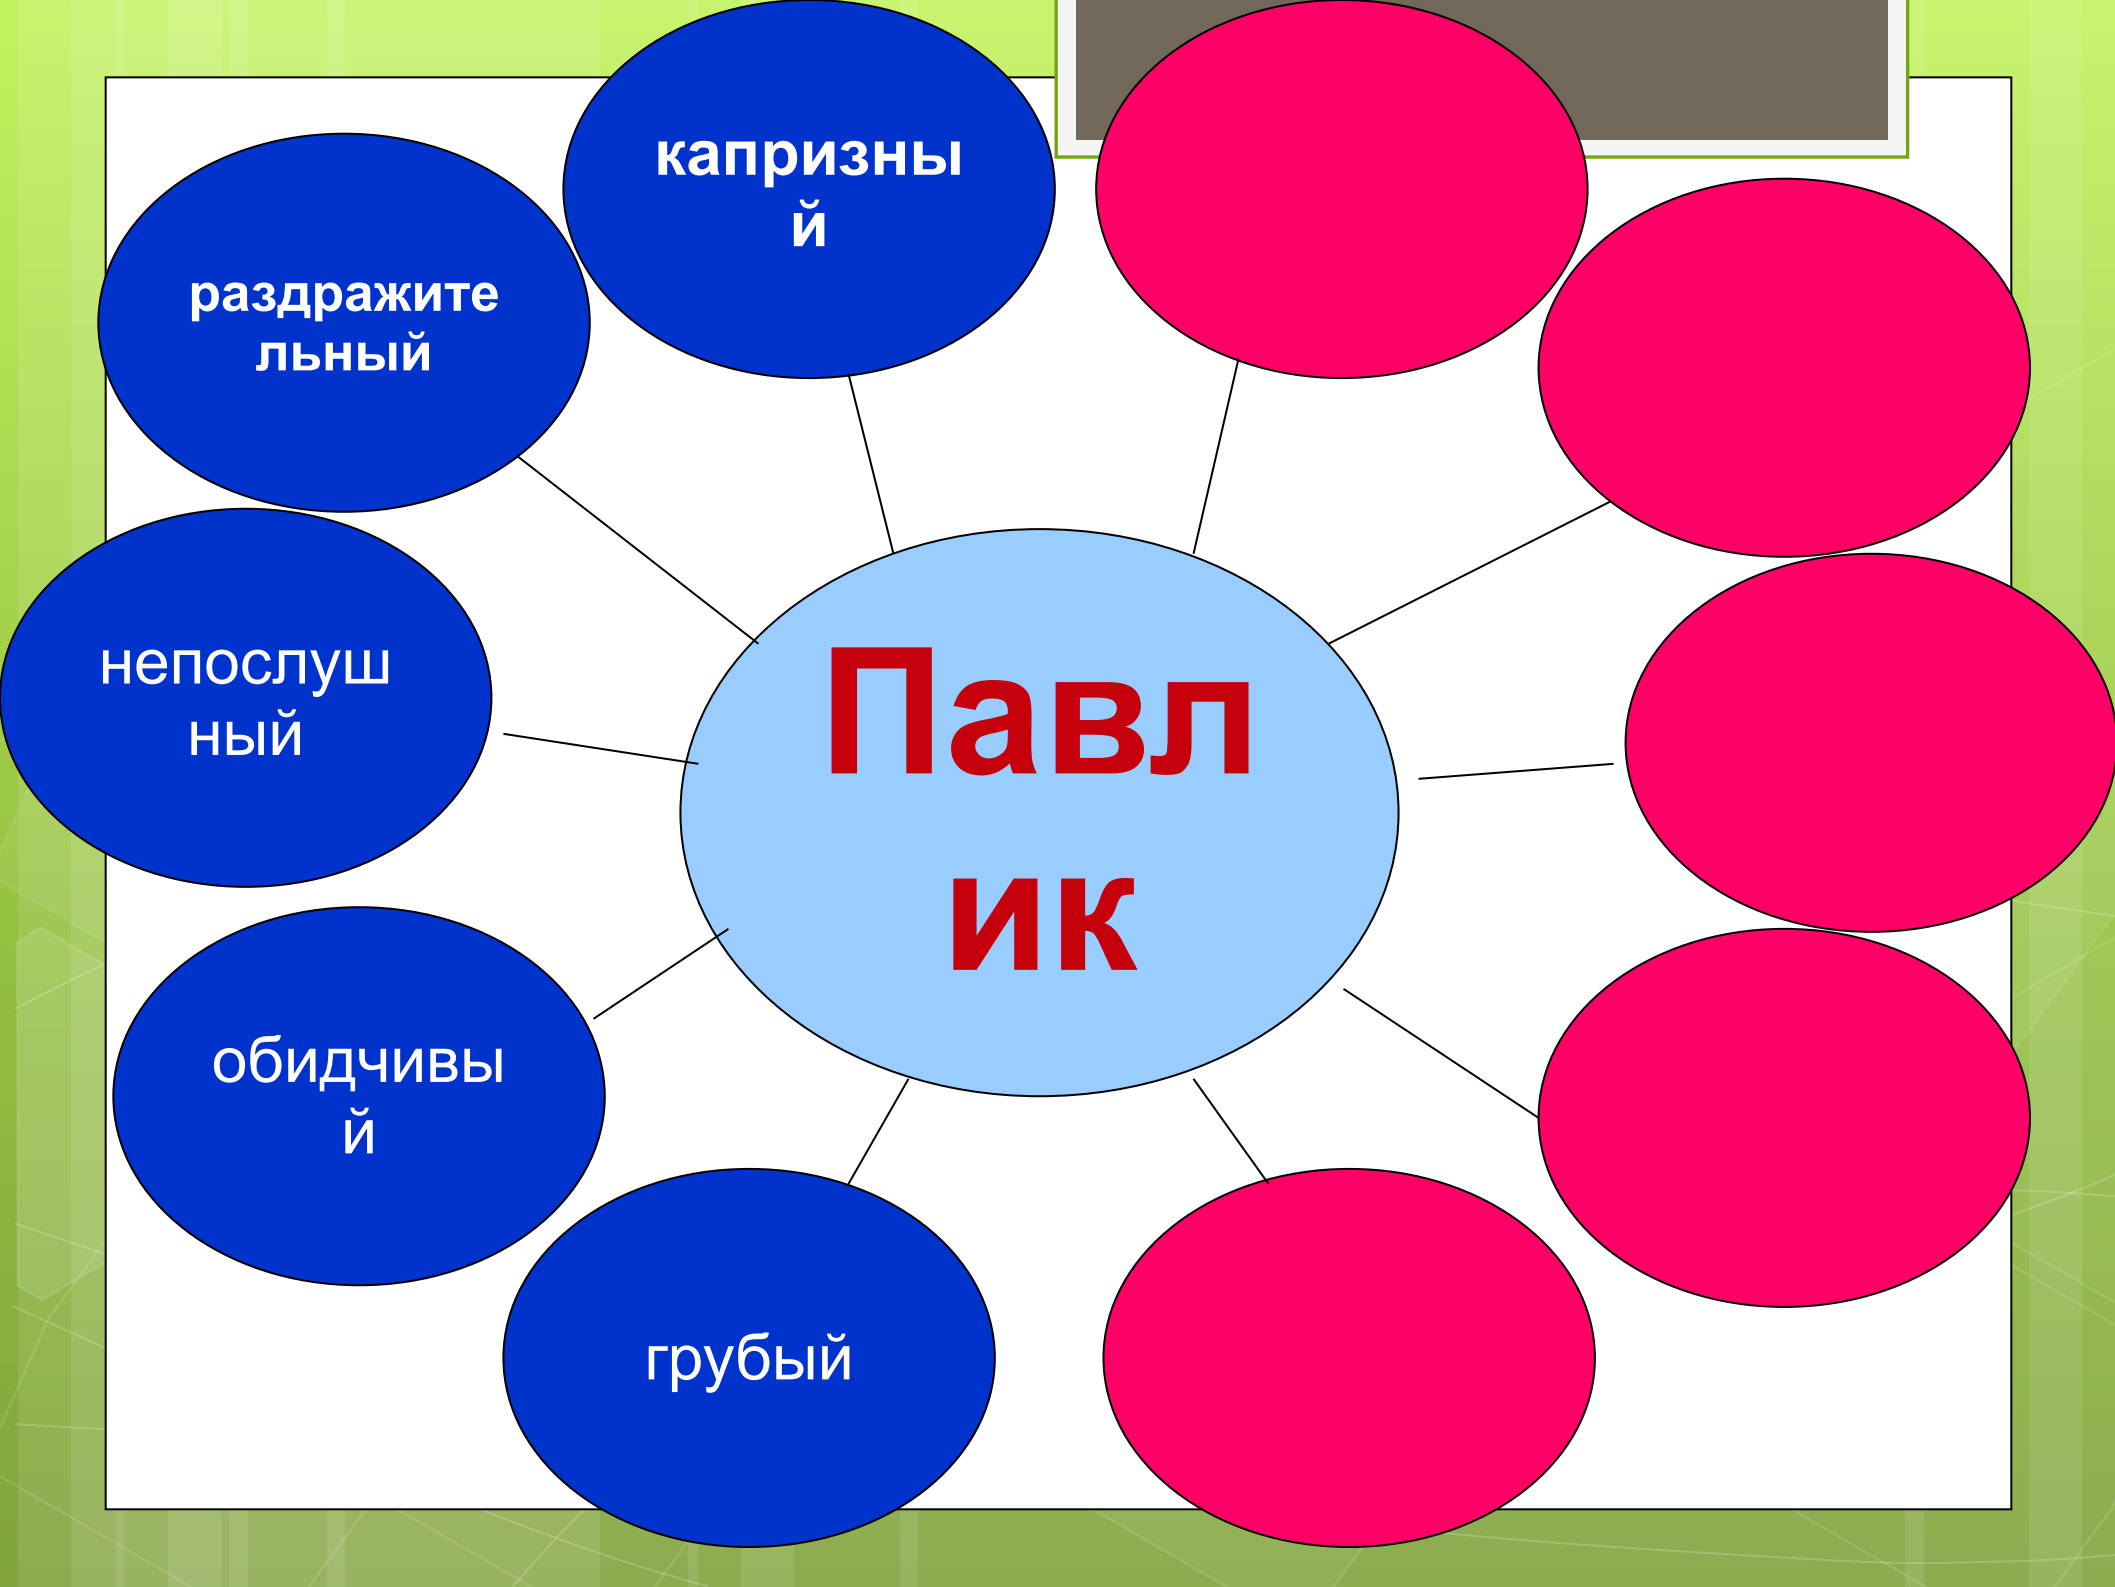 капризны
й
раздражите
льный
непослуш
ный
Павл
ик
обидчивы
й
грубый